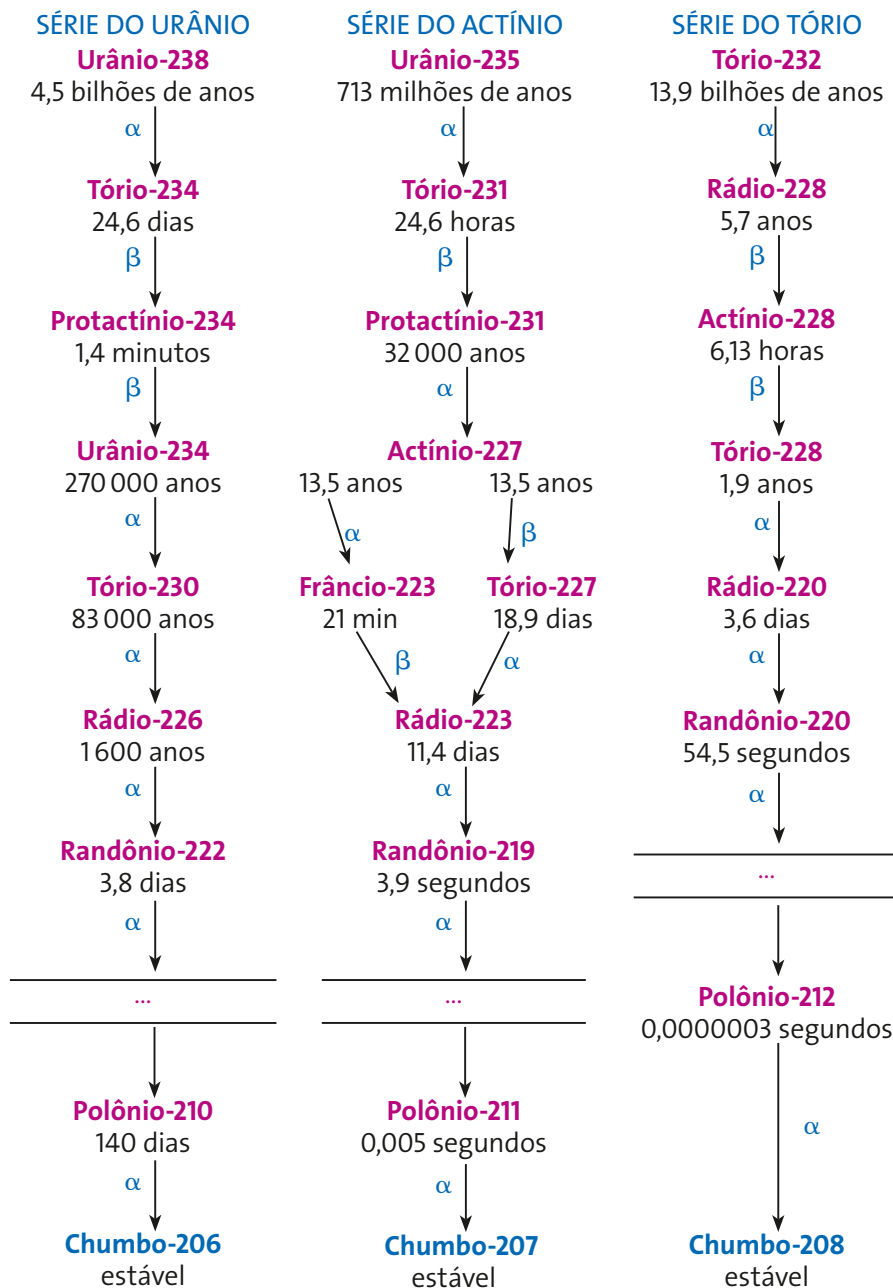 SÉRIE DO URÂNIO
Urânio-238
4,5 bilhões de anos
α
Tório-234
24,6 dias
β
Protactínio-234
1,4 minutos
β
Urânio-234
270 000 anos
α
Tório-230
83 000 anos
α
Rádio-226
1 600 anos
α
Randônio-222
3,8 dias
α
...
Polônio-210
140 dias
α
Chumbo-206
estável
SÉRIE DO ACTÍNIO
Urânio-235
713 milhões de anos
α
Tório-231
24,6 horas
β
Protactínio-231
32 000 anos
α
Actínio-227
13,5 anos 13,5 anos
α β
Frâncio-223 Tório-227
21 min 18,9 dias
β α
Rádio-223
11,4 dias
α
Randônio-219
3,9 segundos
α
...
Polônio-211
0,005 segundos
α
Chumbo-207
estável
SÉRIE DO TÓRIO
Tório-232
13,9 bilhões de anos
α
Rádio-228
5,7 anos
β
Actínio-228
6,13 horas
β
Tório-228
1,9 anos
α
Rádio-220
3,6 dias
α
Randônio-220
54,5 segundos
α
...
Polônio-212
0,0000003 segundos
α
Chumbo-208
estável